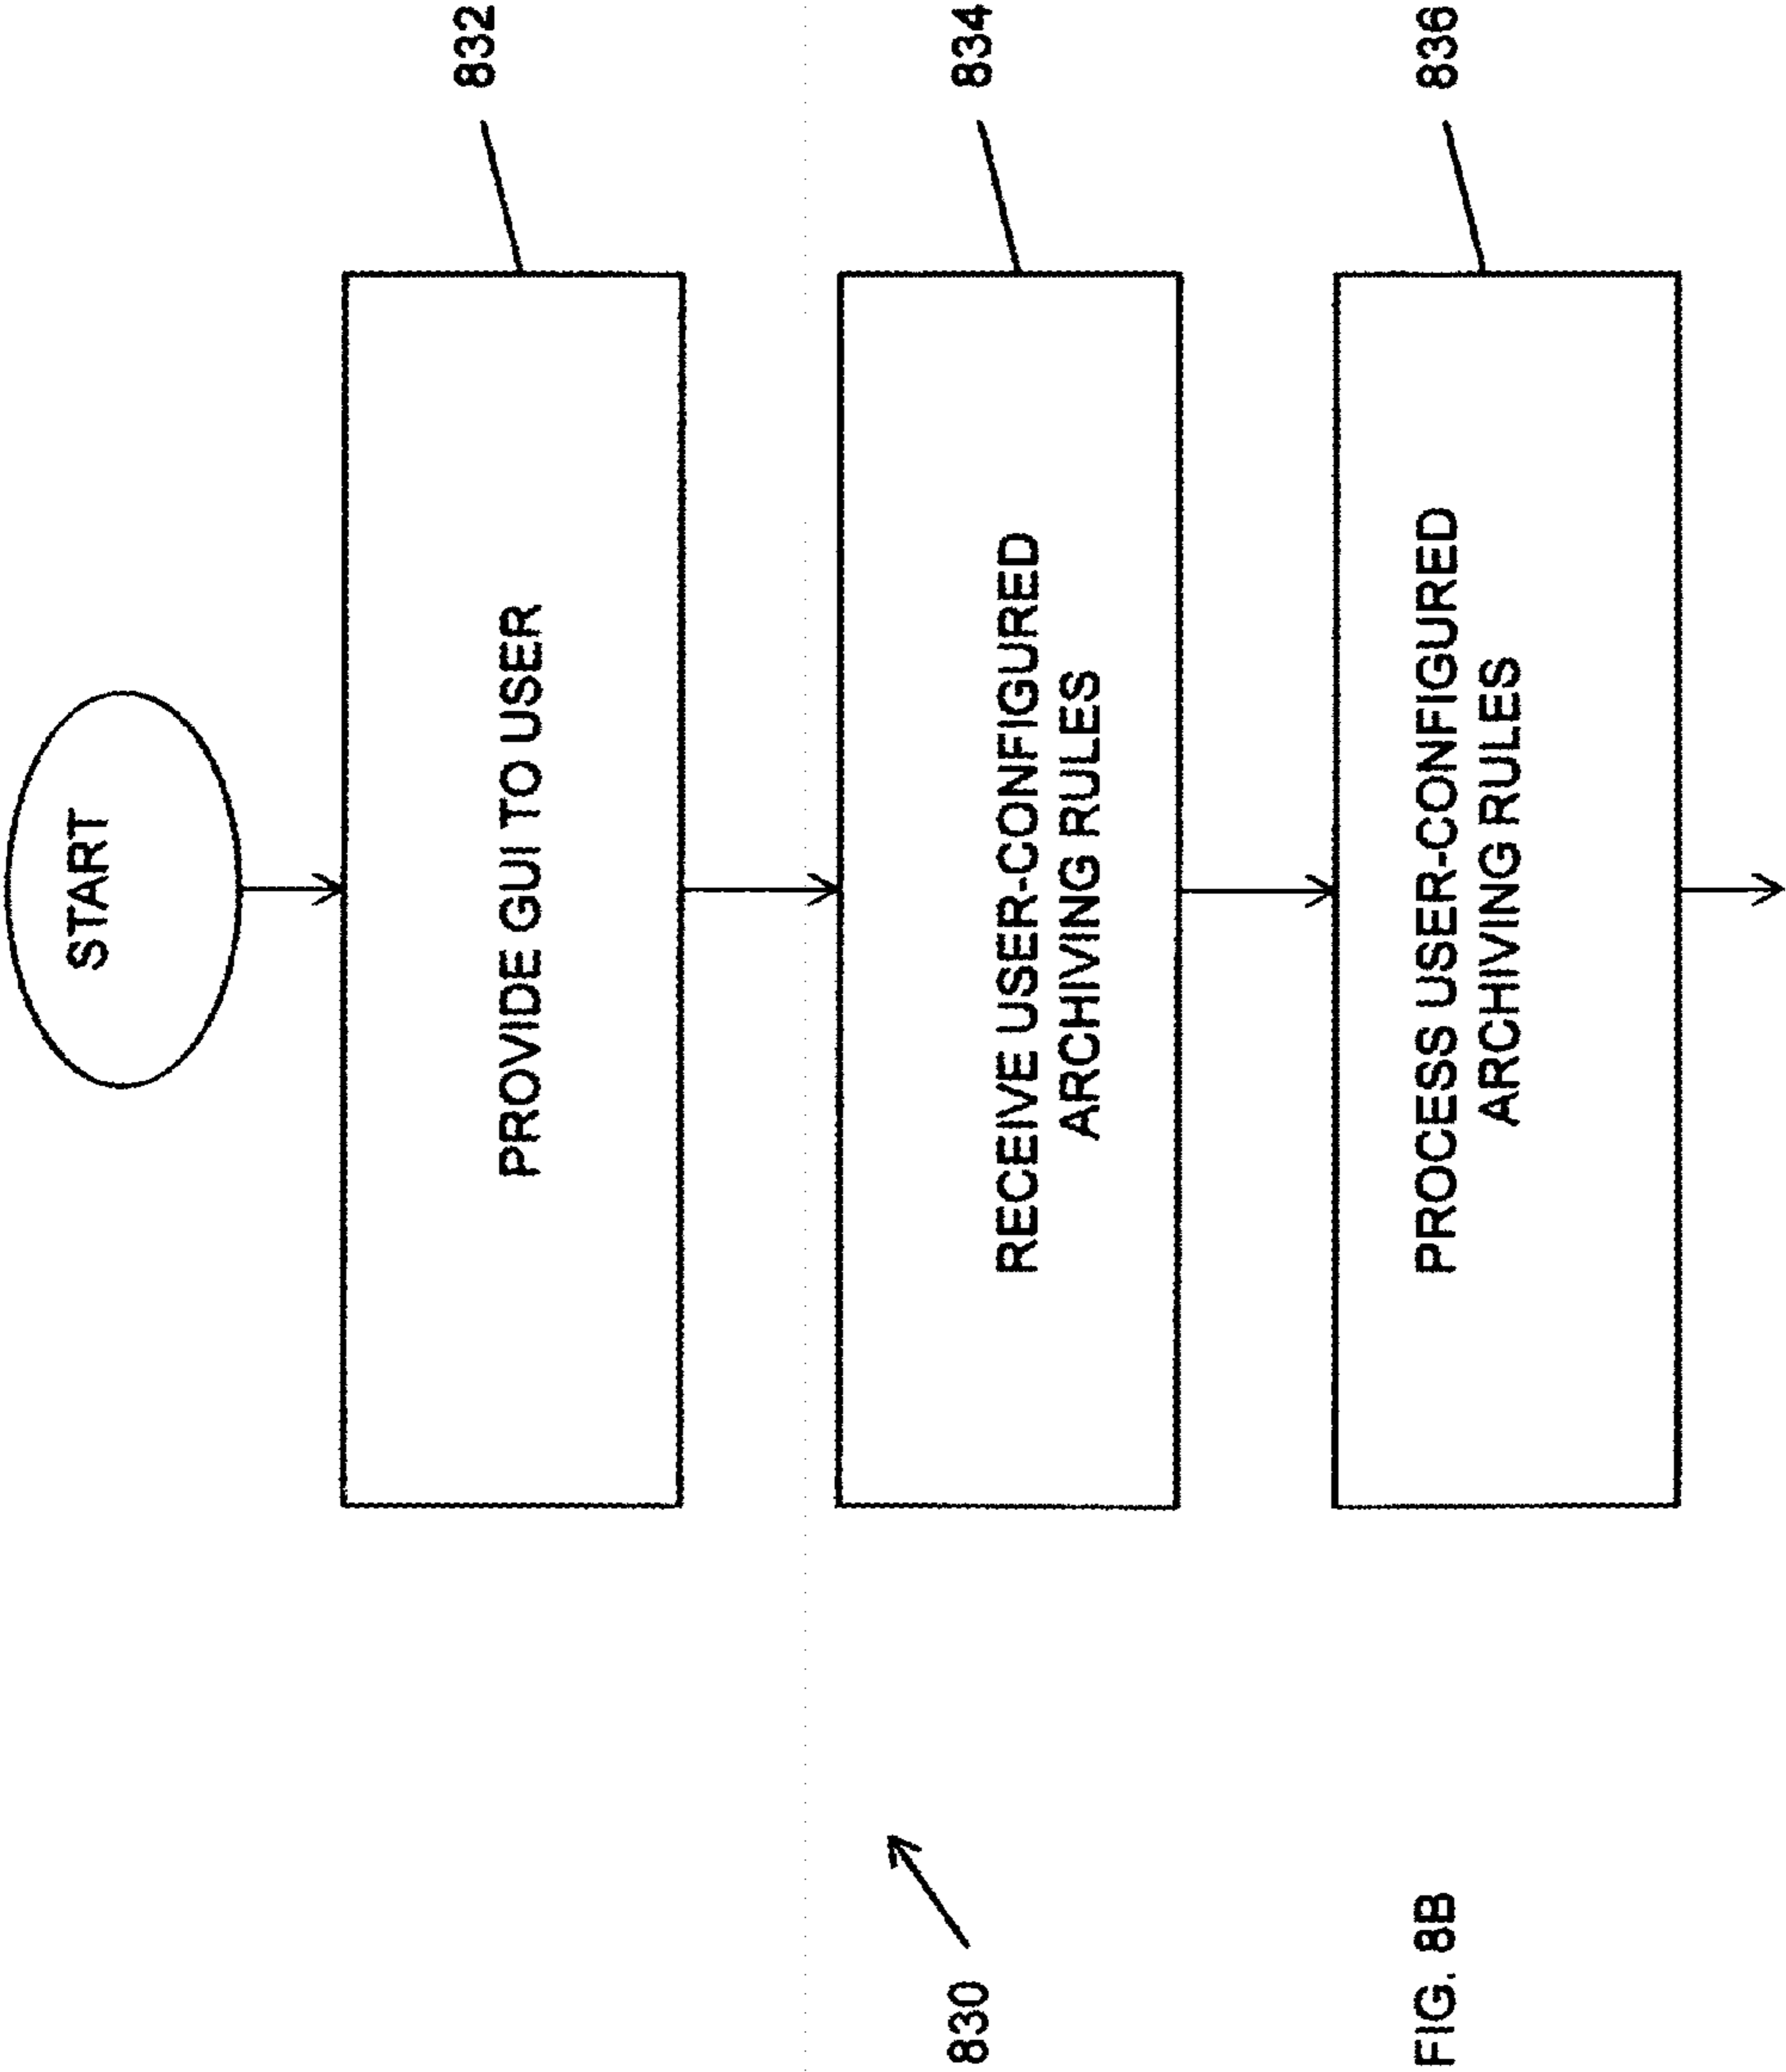 START
PROVIDE GUI TO USER
832
RECEIVE USER-CONFIGURED
ARCHIVING RULES
834
PROCESS USER-CONFIGURED
ARCHIVING RULES
836
830
FIG. 8B